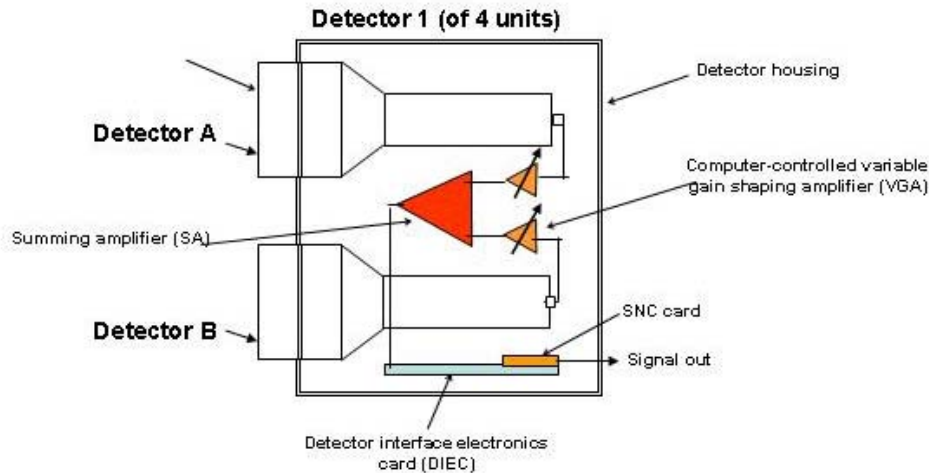 Detector 1 (of 4 units)
Detector housing
Detector A
Computer-controlled variable
gain shaping amplifier (VGA)
Summing amplifier (SA)
SNC card
Detector B
Signal out
Detector interface electronics
card (DIEC)